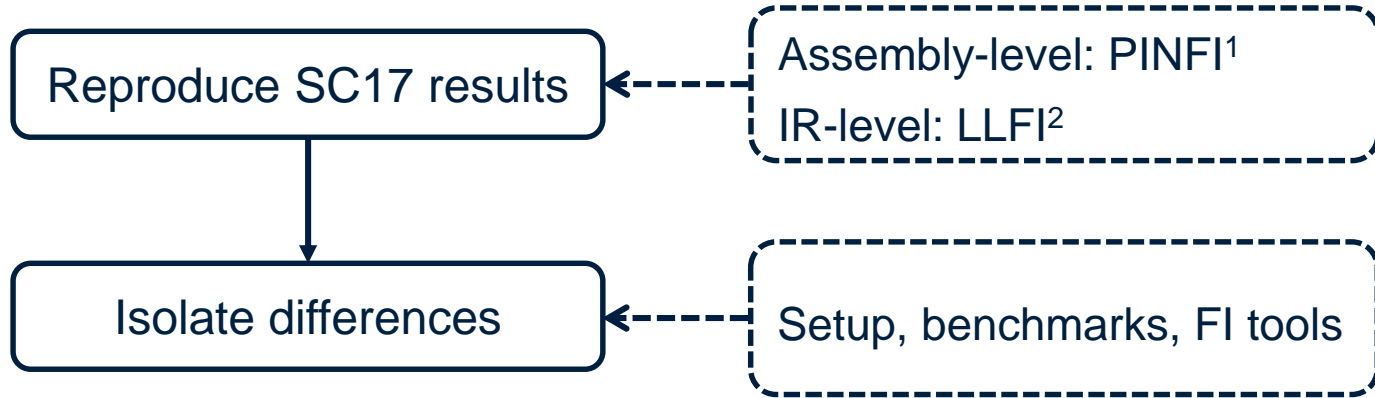 Reproduce SC17 results
Assembly-level: PINFI¹
IR-level: LLFI²
Isolate differences
Setup, benchmarks, FI tools